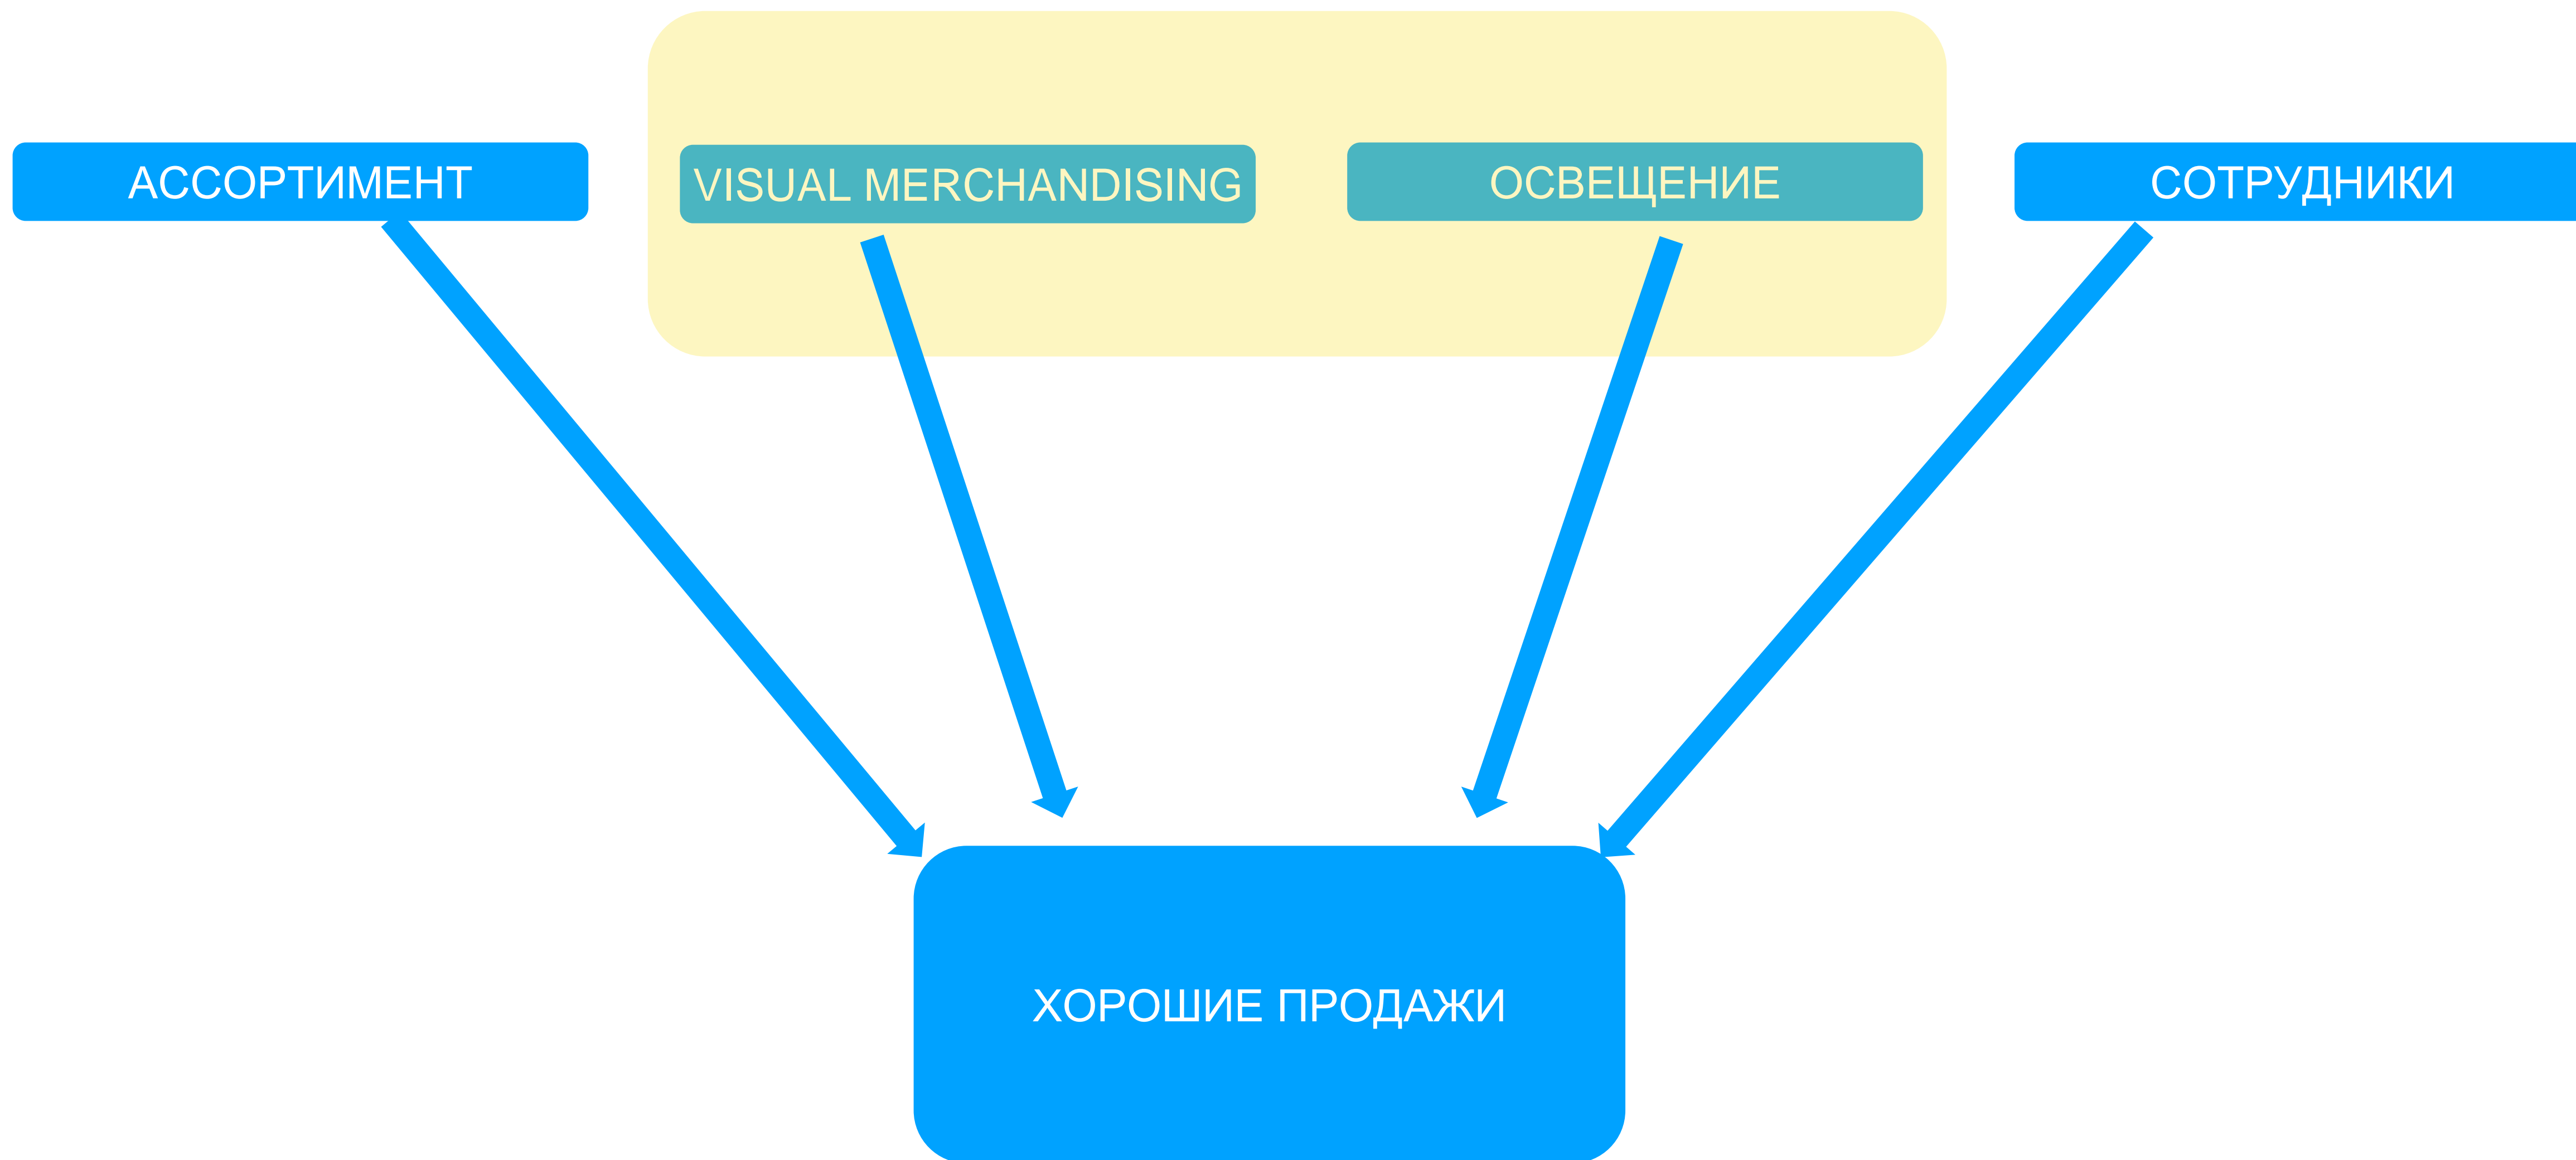 АССОРТИМЕНТ
VISUAL MERCHANDISING
ОСВЕЩЕНИЕ
СОТРУДНИКИ
ХОРОШИЕ ПРОДАЖИ